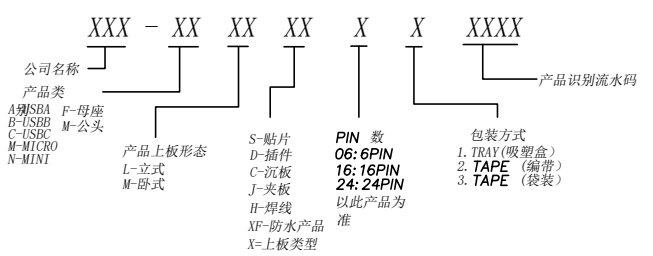 XXX - XX XX XX X X XXXX
公司名称
产品识别流水码
产品类
别
A-USBA
B-USBB
C-USBC
M-MICRO
N-MINI
F-母座
M-公头
产品上板形态
L-立式
M-卧式
S-贴片
D-插件
C-沉板
J-夹板
H-焊线
XF-防水产品
X=上板类型
PIN 数
06:6PIN
16:16PIN
24:24PIN
以此产品为
准
包装方式
1. TRAY(吸塑盒)
2. TAPE (编带)
3. TAPE (袋装)